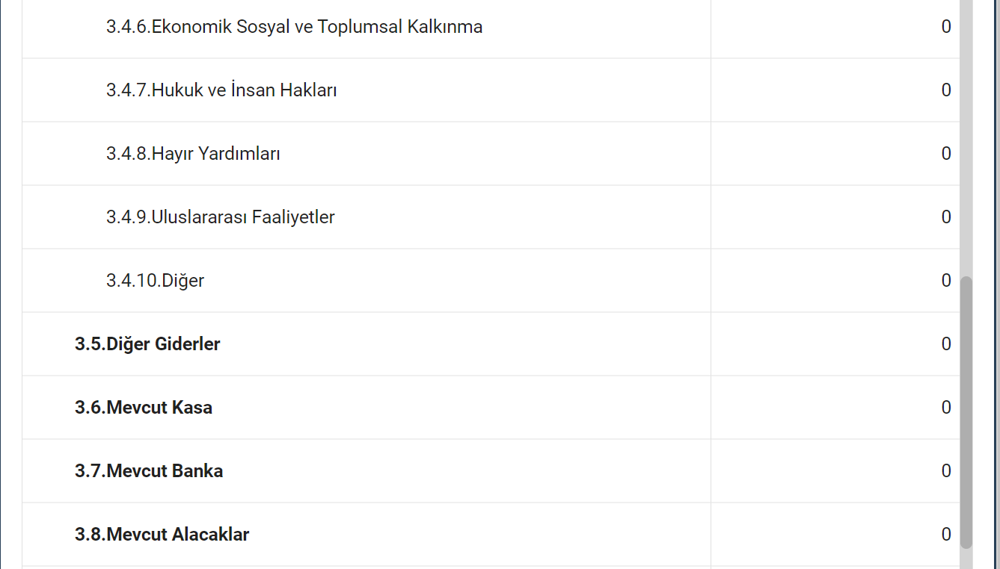 3.4.6.Ekonomik Sosyal ve Toplumsal Kalkınma 0
3.4.7.Hukuk ve İnsan Hakları 0
3.4.8.Hayır Yardımları 0
3.4.9.Uluslararası Faaliyetler 0
3.4.10.Diğer 0
3.5.Diğer Giderler 0
3.6.Mevcut Kasa 0
3.7.Mevcut Banka 0
3.8.Mevcut Alacaklar 0